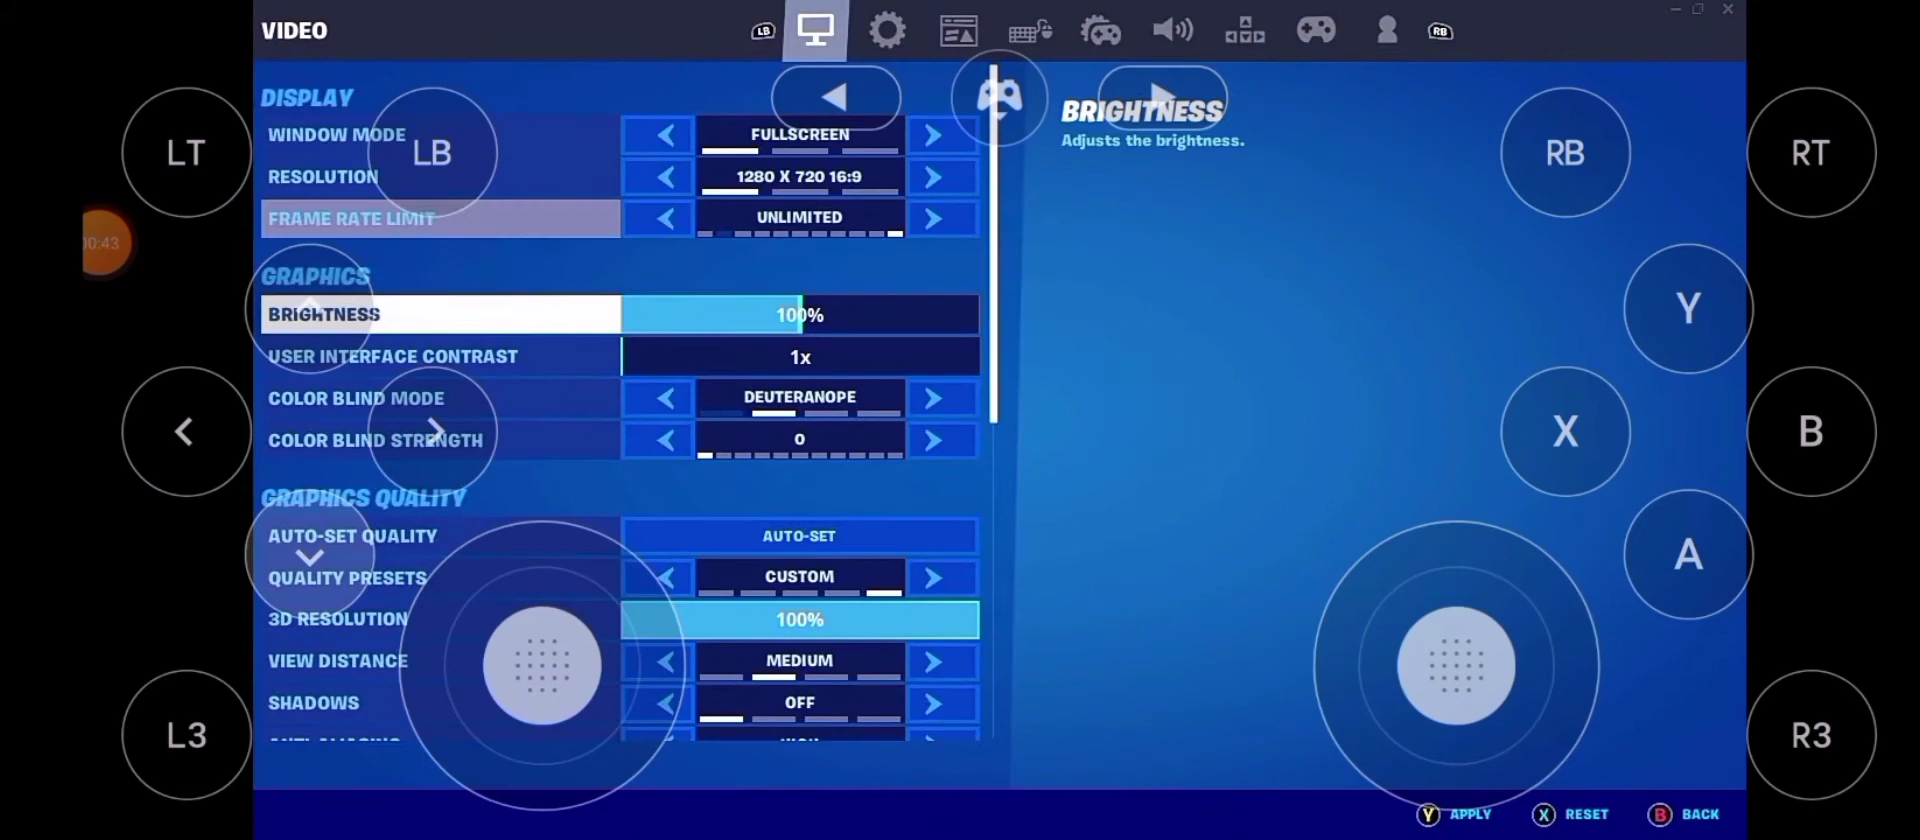 VIDEO
LB
RB
DISPLAY
BRIGHTNESS
Adjusts the brightness.
WINDOW MODE
FULLSCREEN
LT
LB
RB
RT
RESOLUTION
1280 X 720 16:9
FRAME RATE LIMIT
UNLIMITED
00:43
GRAPHICS
BRIGHTNESS
100%
Y
USER INTERFACE CONTRAST
1x
COLOR BLIND MODE
DEUTERANOPE
COLOR BLIND STRENGTH
0
X
B
GRAPHICS QUALITY
AUTO-SET QUALITY
AUTO-SET
A
QUALITY PRESETS
CUSTOM
3D RESOLUTION
100%
VIEW DISTANCE
MEDIUM
SHADOWS
OFF
L3
R3
Y APPLY
X RESET
B BACK